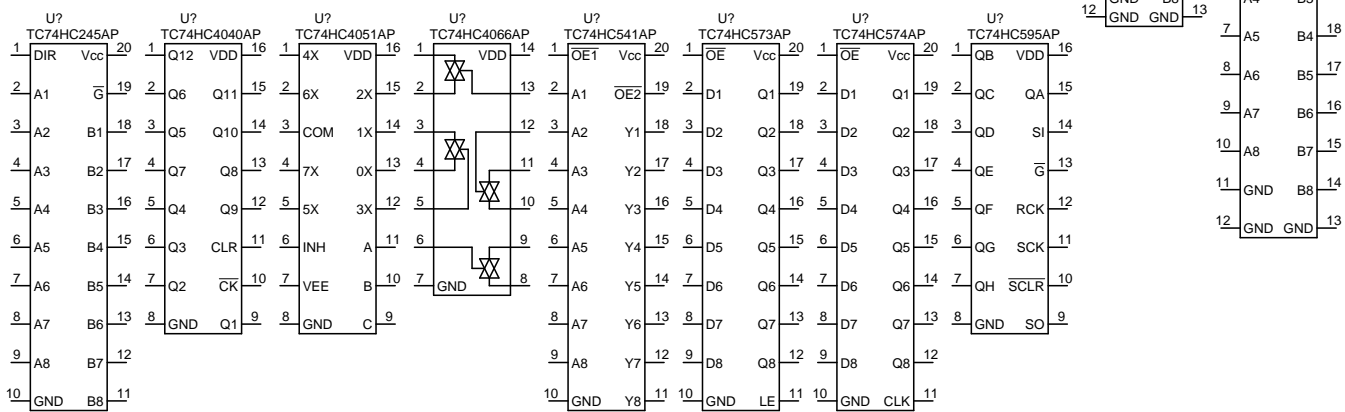 U?
TC74HC245AP
1 DIR Vcc 20
2 A1 G̅ 19
3 A2 B1 18
4 A3 B2 17
5 A4 B3 16
6 A5 B4 15
7 A6 B5 14
8 A7 B6 13
9 A8 B7 12
10 GND B8 11
U?
TC74HC4040AP
1 Q12 VDD 16
2 Q6 Q11 15
3 Q5 Q10 14
4 Q7 Q8 13
5 Q4 Q9 12
6 Q3 CLR 11
7 Q2 C̅K̅ 10
8 GND Q1 9
U?
TC74HC4051AP
1 4X VDD 16
2 6X 2X 15
3 COM 1X 14
4 7X 0X 13
5 5X 3X 12
6 INH A 11
7 VEE B 10
8 GND C 9
U?
TC74HC4066AP
1 VDD 14
2 13
3 12
4 11
5 10
6 9
7 GND 8
U?
TC74HC541AP
1 O̅E̅1̅ Vcc 20
2 A1 O̅E̅2̅ 19
3 A2 Y1 18
4 A3 Y2 17
5 A4 Y3 16
6 A5 Y4 15
7 A6 Y5 14
8 A7 Y6 13
9 A8 Y7 12
10 GND Y8 11
U?
TC74HC573AP
1 O̅E̅ Vcc 20
2 D1 Q1 19
3 D2 Q2 18
4 D3 Q3 17
5 D4 Q4 16
6 D5 Q5 15
7 D6 Q6 14
8 D7 Q7 13
9 D8 Q8 12
10 GND LE 11
U?
TC74HC574AP
1 O̅E̅ Vcc 20
2 D1 Q1 19
3 D2 Q2 18
4 D3 Q3 17
5 D4 Q4 16
6 D5 Q5 15
7 D6 Q6 14
8 D7 Q7 13
9 D8 Q8 12
10 GND CLK 11
U?
TC74HC595AP
1 QB VDD 16
2 QC QA 15
3 QD SI 14
4 QE G̅ 13
5 QF RCK 12
6 QG SCK 11
7 QH S̅C̅L̅R̅ 10
8 GND SO 9
GND B8
12 GND GND 13
A4 B3
7 A5 B4 18
8 A6 B5 17
9 A7 B6 16
10 A8 B7 15
11 GND B8 14
12 GND GND 13